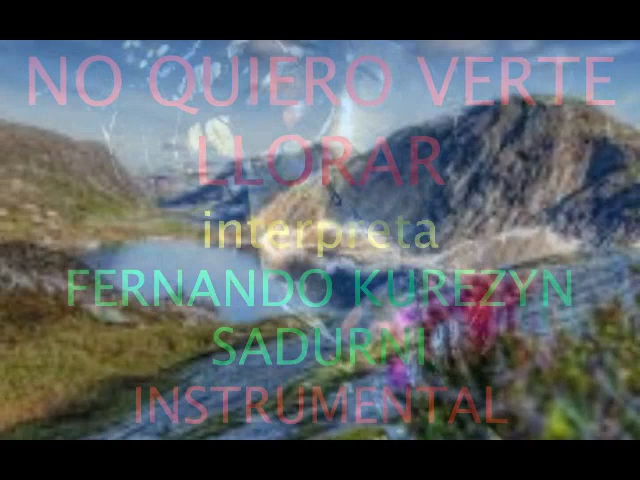 NO QUIERO VERTE
LLORAR
interpreta
FERNANDO KUREZYN
SADURNI
INSTRUMENTAL